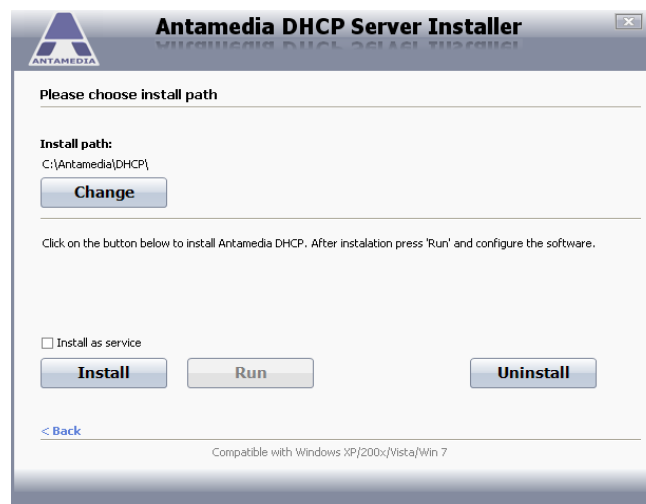 Antamedia DHCP Server Installer
ANTAMEDIA
Please choose install path
Install path:
C:\Antamedia\DHCP\
Change
Click on the button below to install Antamedia DHCP. After instalation press 'Run' and configure the software.
Install as service
Install
Run
Uninstall
< Back
Compatible with Windows XP/200x/Vista/Win 7